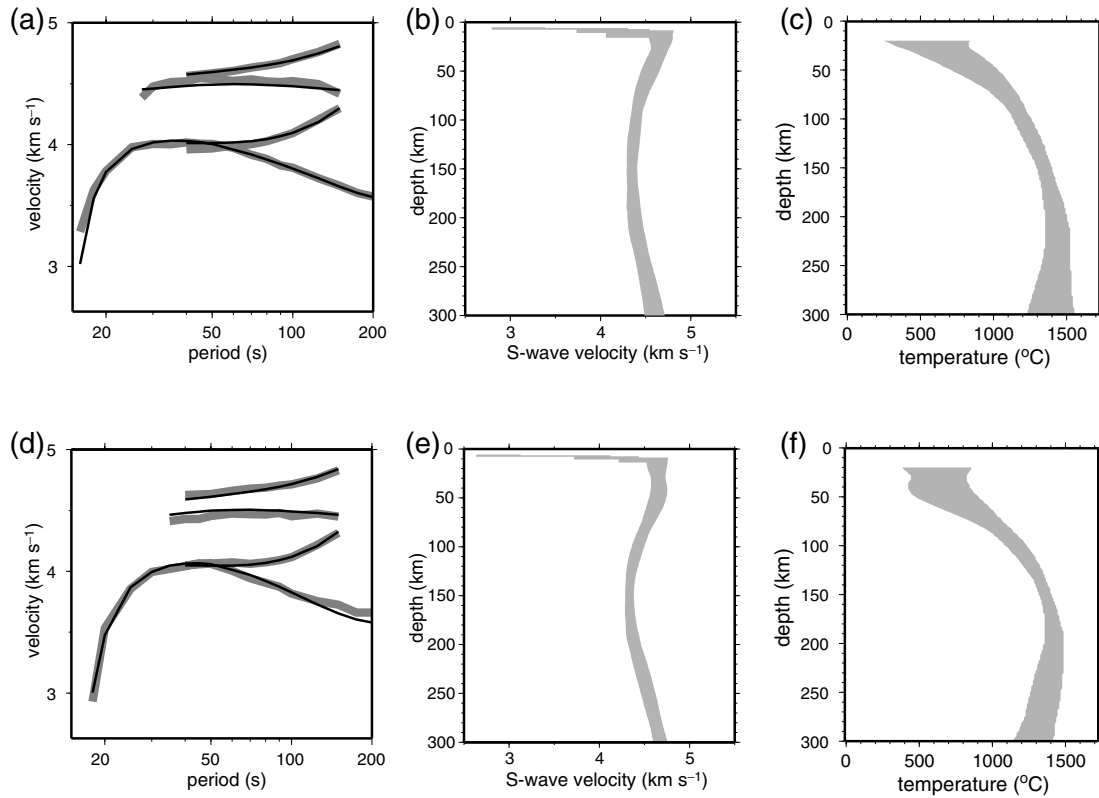 (a)
5
4
3
velocity (km s⁻¹)
20 50 100 200
period (s)
(b)
0
50
100
150
200
250
300
depth (km)
3 4 5
S-wave velocity (km s⁻¹)
(c)
0
50
100
150
200
250
300
depth (km)
0 500 1000 1500
temperature (ºC)
(d)
5
4
3
velocity (km s⁻¹)
20 50 100 200
period (s)
(e)
0
50
100
150
200
250
300
depth (km)
3 4 5
S-wave velocity (km s⁻¹)
(f)
0
50
100
150
200
250
300
depth (km)
0 500 1000 1500
temperature (ºC)